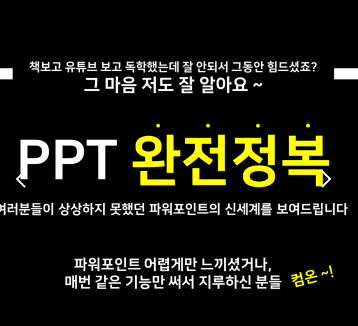 책보고 유튜브 보고 독학했는데 잘 안되서 그동안 힘드셨죠?
그 마음 저도 잘 알아요 ~
PPT 완전정복
여러분들이 상상하지 못했던 파워포인트의 신세계를 보여드립니다
파워포인트 어렵게만 느끼셨거나,
매번 같은 기능만 써서 지루하신 분들 컴온 ~!